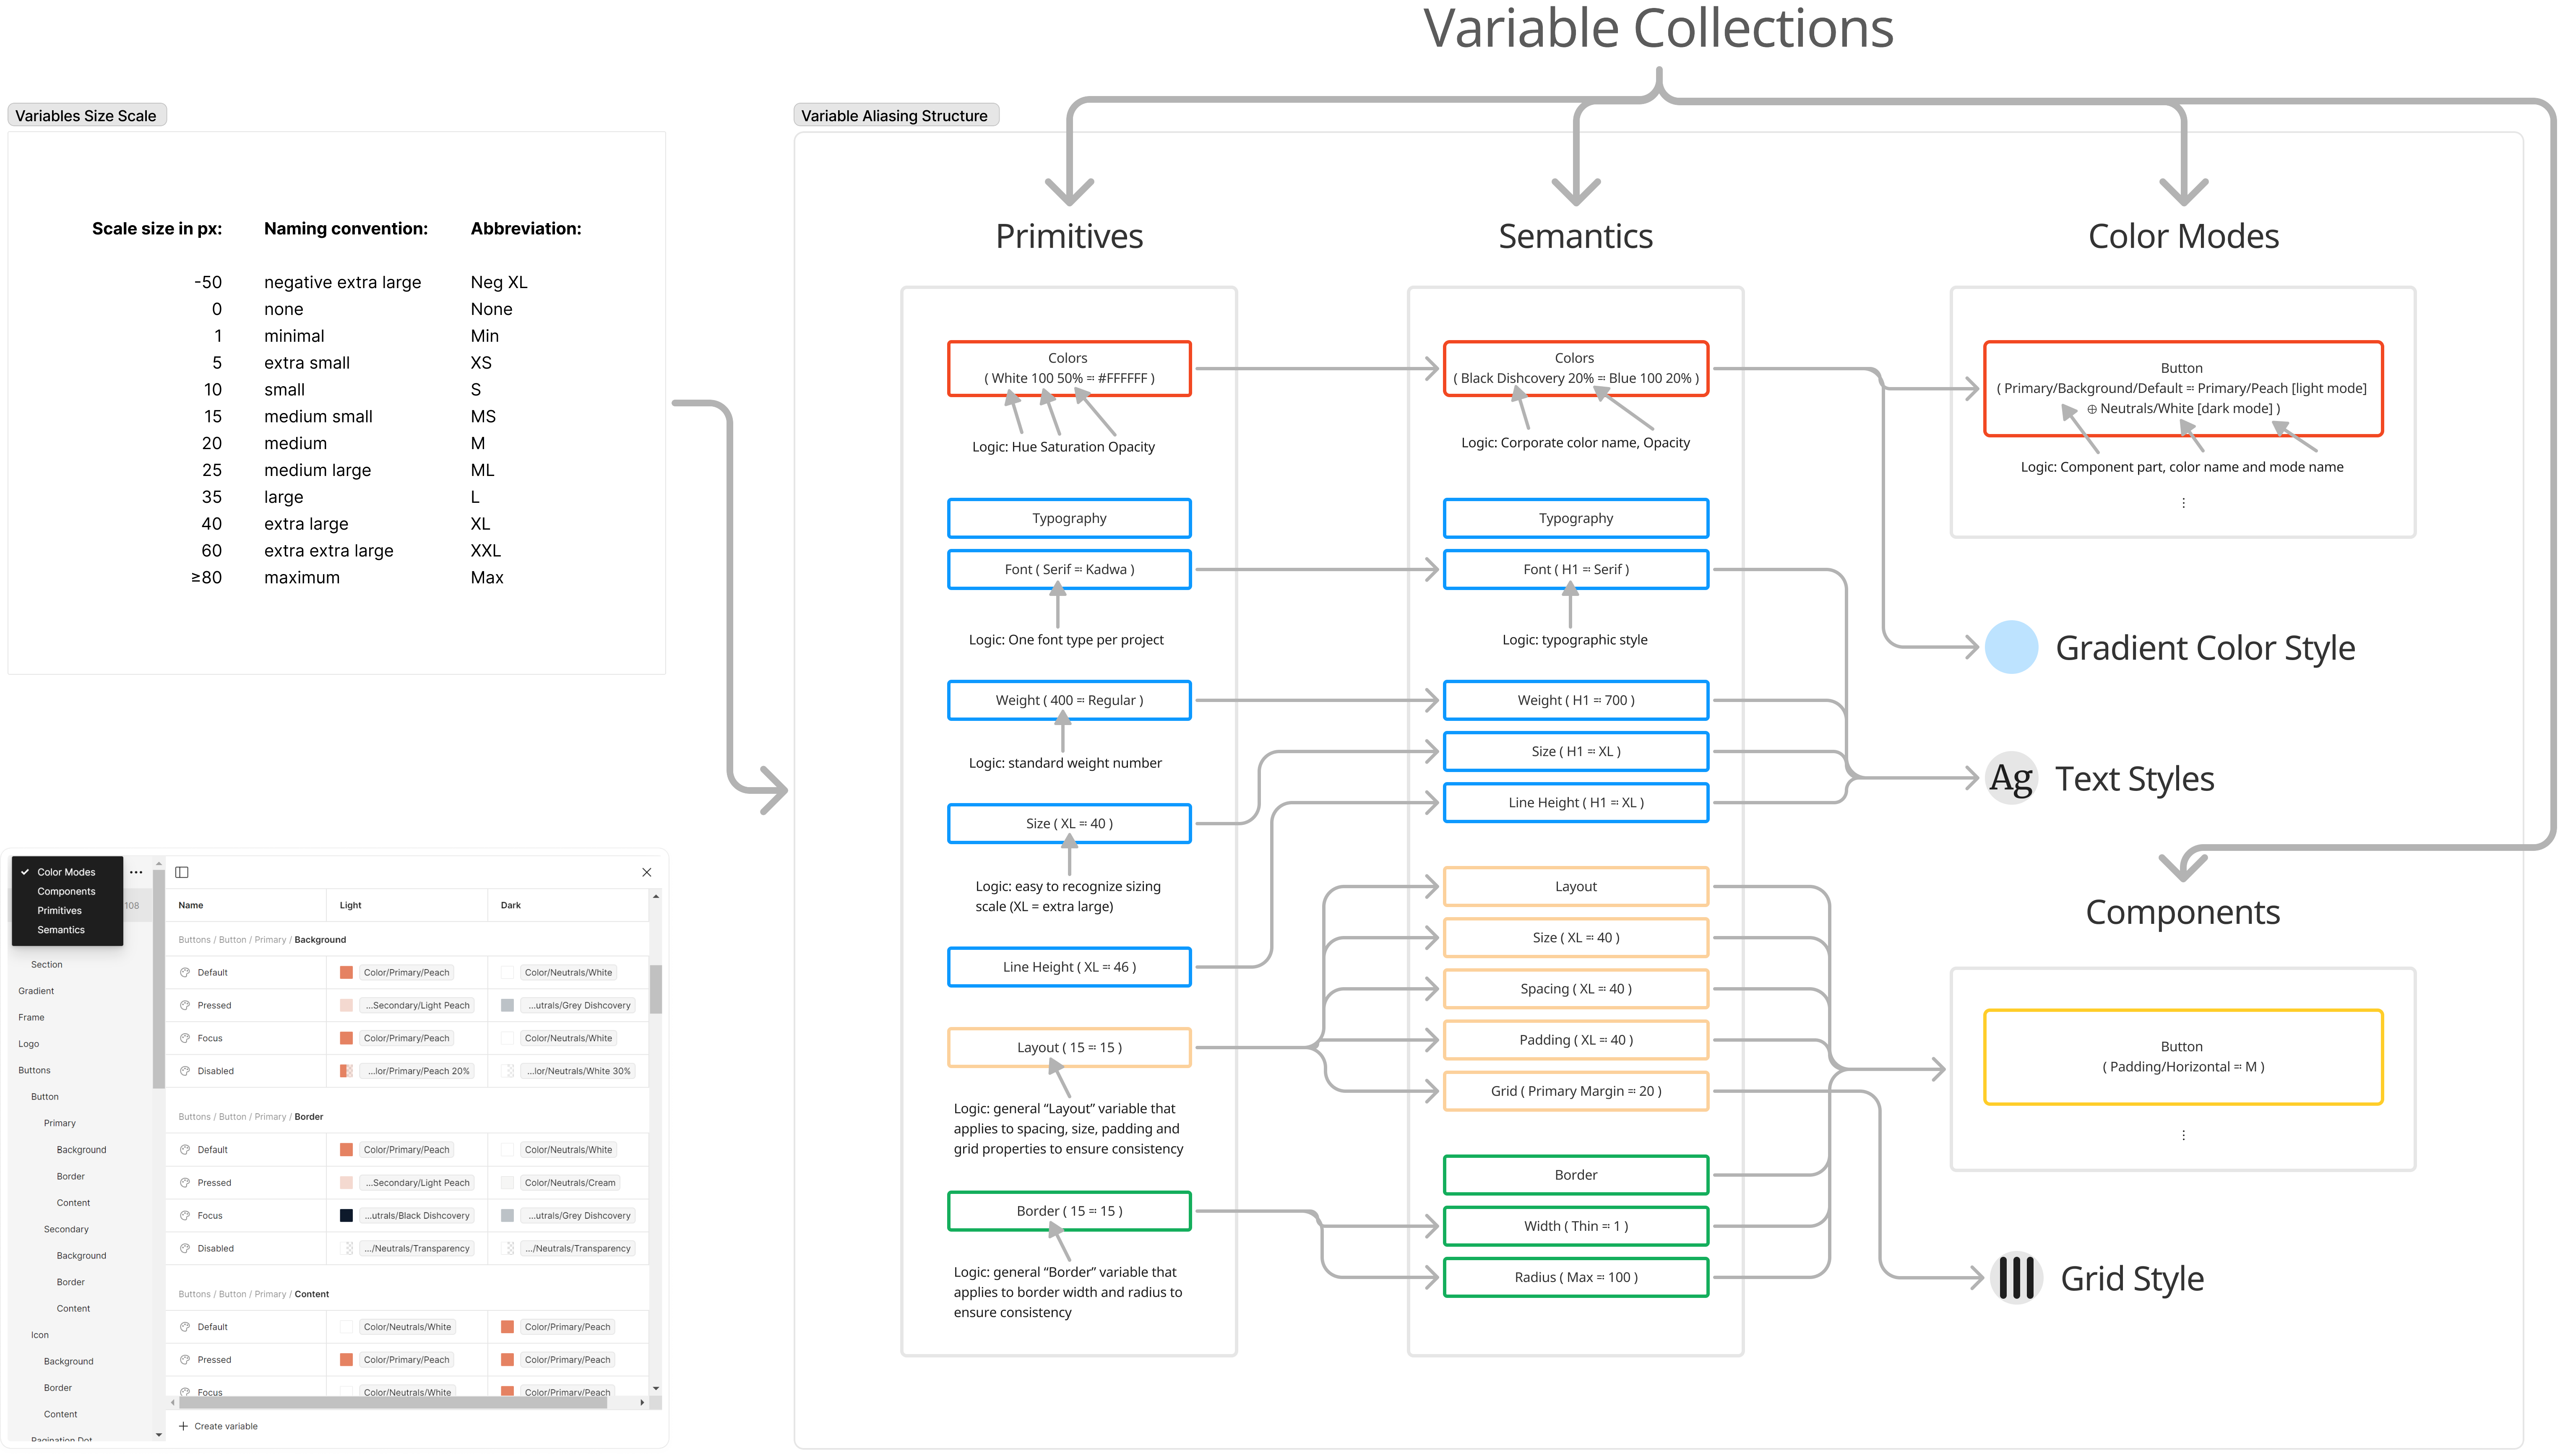 Variable Collections
Variables Size Scale
Scale size in px: Naming convention: Abbreviation:
-50 negative extra large Neg XL
0 none None
1 minimal Min
5 extra small XS
10 small S
15 medium small MS
20 medium M
25 medium large ML
35 large L
40 extra large XL
60 extra extra large XXL
≥80 maximum Max
Variable Aliasing Structure
Primitives
Colors
( White 100 50% ≔ #FFFFFF )
Logic: Hue Saturation Opacity
Typography
Font ( Serif ≔ Kadwa )
Logic: One font type per project
Weight ( 400 ≔ Regular )
Logic: standard weight number
Size ( XL ≔ 40 )
Logic: easy to recognize sizing
scale (XL = extra large)
Line Height ( XL ≔ 46 )
Layout ( 15 ≔ 15 )
Logic: general “Layout” variable that
applies to spacing, size, padding and
grid properties to ensure consistency
Border ( 15 ≔ 15 )
Logic: general “Border” variable that
applies to border width and radius to
ensure consistency
Semantics
Colors
( Black Dishcovery 20% ≔ Blue 100 20% )
Logic: Corporate color name, Opacity
Typography
Font ( H1 ≔ Serif )
Logic: typographic style
Weight ( H1 ≔ 700 )
Size ( H1 ≔ XL )
Line Height ( H1 ≔ XL )
Layout
Size ( XL ≔ 40 )
Spacing ( XL ≔ 40 )
Padding ( XL ≔ 40 )
Grid ( Primary Margin ≔ 20 )
Border
Width ( Thin ≔ 1 )
Radius ( Max ≔ 100 )
Color Modes
Button
( Primary/Background/Default ≔ Primary/Peach [light mode]
⊕ Neutrals/White [dark mode] )
Logic: Component part, color name and mode name
⋮
Gradient Color Style
Ag Text Styles
Components
Button
( Padding/Horizontal ≔ M )
⋮
Grid Style
✓ Color Modes
Components
Primitives
Semantics
108
Section
Gradient
Frame
Logo
Buttons
Button
Primary
Background
Border
Content
Secondary
Background
Border
Content
Icon
Background
Border
Content
Pagination Dot
Name Light Dark
Buttons / Button / Primary / Background
Default Color/Primary/Peach Color/Neutrals/White
Pressed ...Secondary/Light Peach ...utrals/Grey Dishcovery
Focus Color/Primary/Peach Color/Neutrals/White
Disabled ...lor/Primary/Peach 20% ...lor/Neutrals/White 30%
Buttons / Button / Primary / Border
Default Color/Primary/Peach Color/Neutrals/White
Pressed ...Secondary/Light Peach Color/Neutrals/Cream
Focus ...utrals/Black Dishcovery ...utrals/Grey Dishcovery
Disabled .../Neutrals/Transparency .../Neutrals/Transparency
Buttons / Button / Primary / Content
Default Color/Neutrals/White Color/Primary/Peach
Pressed Color/Primary/Peach Color/Primary/Peach
Focus Color/Neutrals/White Color/Primary/Peach
+ Create variable